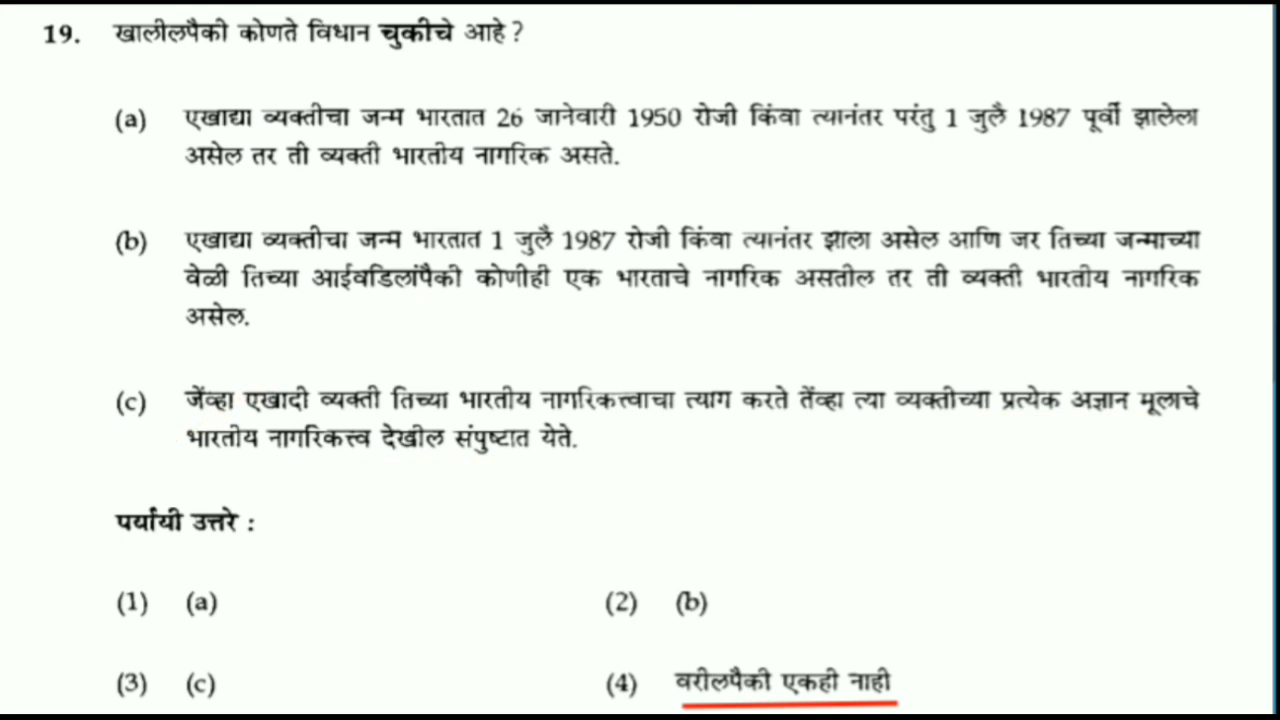 19. खालीलपैकी कोणते विधान चुकीचे आहे ?
(a) एखाद्या व्यक्तीचा जन्म भारतात 26 जानेवारी 1950 रोजी किंवा त्यानंतर परंतु 1 जुलै 1987 पूर्वी झालेला
असेल तर ती व्यक्ती भारतीय नागरिक असते.
(b) एखाद्या व्यक्तीचा जन्म भारतात 1 जुलै 1987 रोजी किंवा त्यानंतर झाला असेल आणि जर तिच्या जन्माच्या
वेळी तिच्या आईवडिलांपैकी कोणीही एक भारताचे नागरिक असतील तर ती व्यक्ती भारतीय नागरिक
असेल.
(c) जेंव्हा एखादी व्यक्ती तिच्या भारतीय नागरिकत्त्वाचा त्याग करते तेंव्हा त्या व्यक्तीच्या प्रत्येक अज्ञान मूलाचे
भारतीय नागरिकत्त्व देखील संपुष्टात येते.
पर्यायी उत्तरे :
(1) (a) (2) (b)
(3) (c) (4) वरीलपैकी एकही नाही